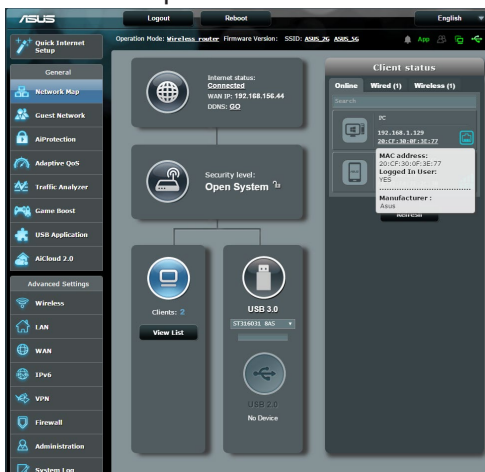 ASUS
Logout
Reboot
English
Quick Internet
Setup
Operation Mode: Wireless router Firmware Version: SSID: ASUS_2G ASUS_5G
App
General
Network Map
Guest Network
AiProtection
Adaptive QoS
Traffic Analyzer
Game Boost
USB Application
AiCloud 2.0
Advanced Settings
Wireless
LAN
WAN
IPv6
VPN
Firewall
Administration
System Log
Internet status:
Connected
WAN IP: 192.168.156.44
DDNS: GO
Security level:
Open System
Clients: 2
View List
USB 3.0
ST316031 8AS
USB 2.0
No Device
Client status
Online Wired (1) Wireless (1)
Search
PC
192.168.1.129
20:CF:30:0F:3E:77
MAC address:
20:CF:30:0F:3E:77
Logged In User:
YES
Manufacturer :
Asus
Refresh